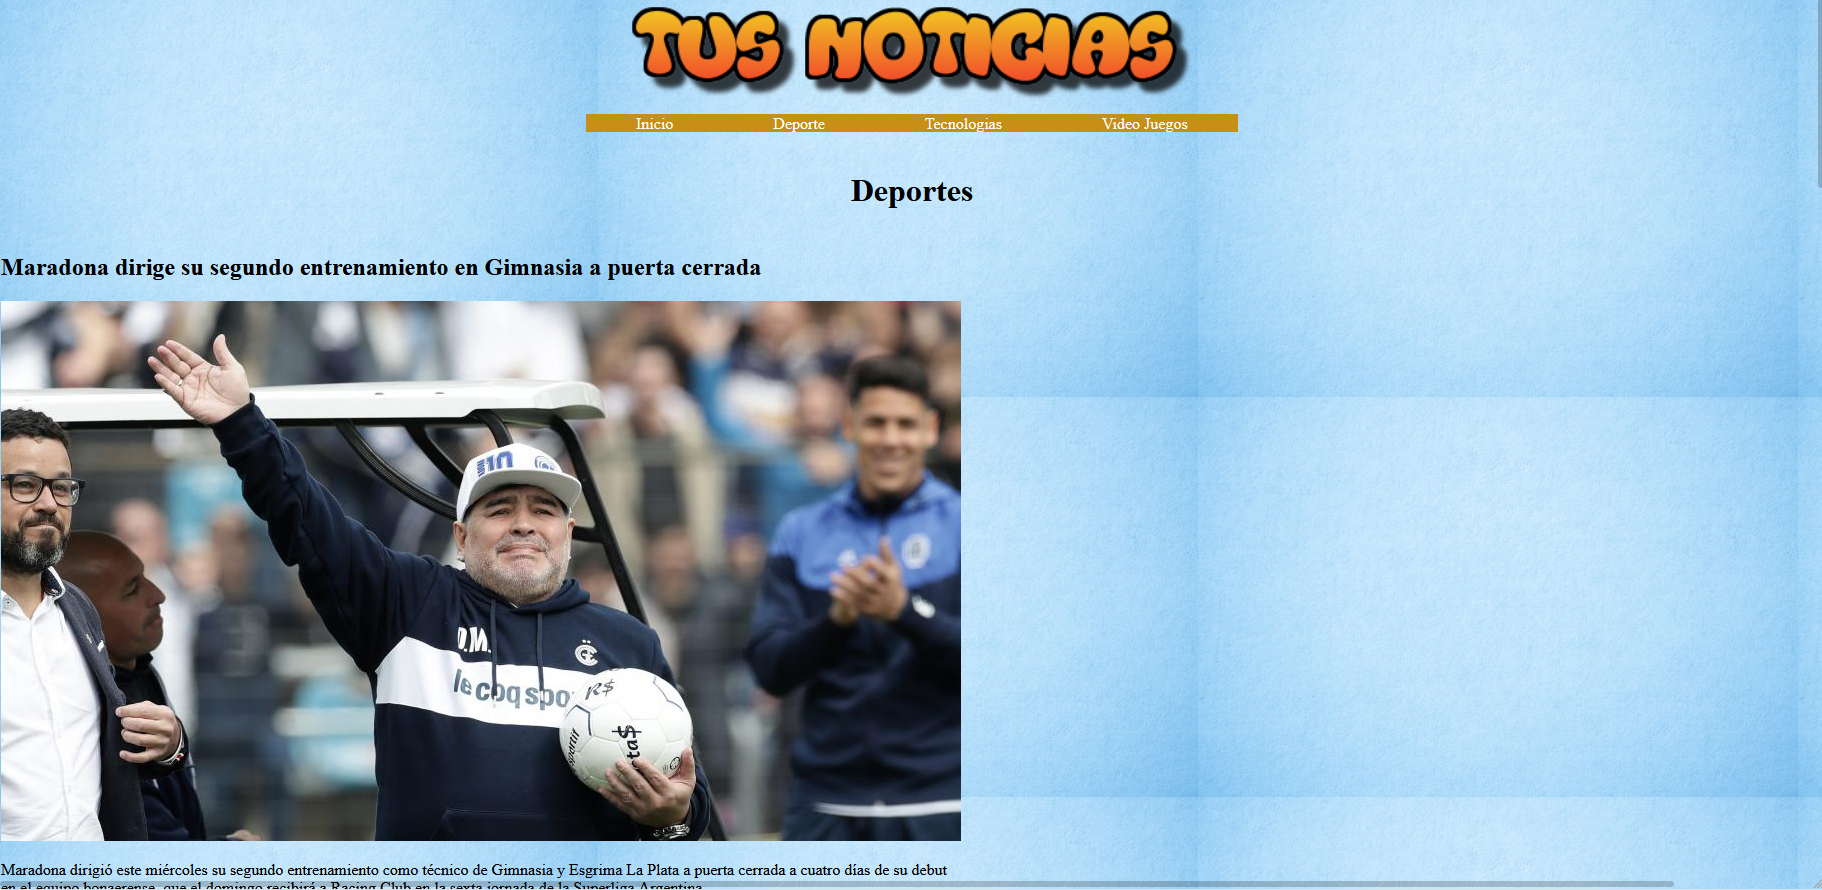 TUS NOTICIAS
Inicio Deporte Tecnologias Video Juegos
Deportes
Maradona dirige su segundo entrenamiento en Gimnasia a puerta cerrada
10
D.M.
le coq spo
R$
Maradona dirigió este miércoles su segundo entrenamiento como técnico de Gimnasia y Esgrima La Plata a puerta cerrada a cuatro días de su debut
en el equipo bonaerense, que el domingo recibirá a Racing Club en la sexta jornada de la Superliga Argentina.